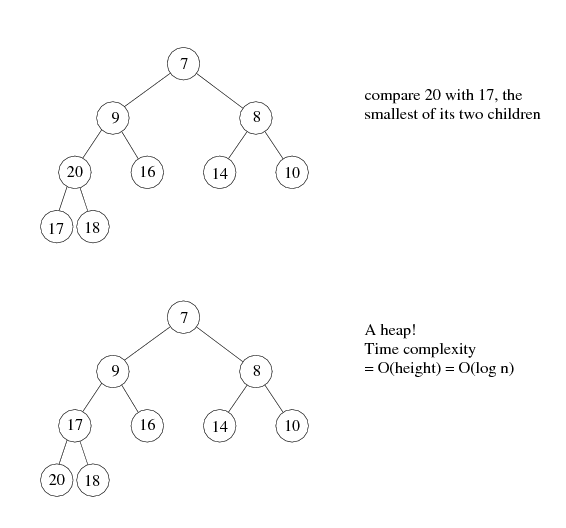 7
compare 20 with 17, the
smallest of its two children
9 8
20 16 14 10
17 18
7
A heap!
Time complexity
= O(height) = O(log n)
9 8
17 16 14 10
20 18